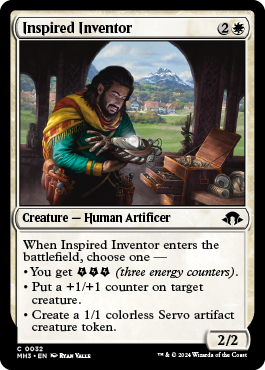 Inspired Inventor 2
Creature — Human Artificer
When Inspired Inventor enters the
battlefield, choose one —
• You get (three energy counters).
• Put a +1/+1 counter on target
creature.
• Create a 1/1 colorless Servo artifact
creature token.
2/2
C 0032
MH3 • EN RYAN VALLE
™ & © 2024 Wizards of the Coast